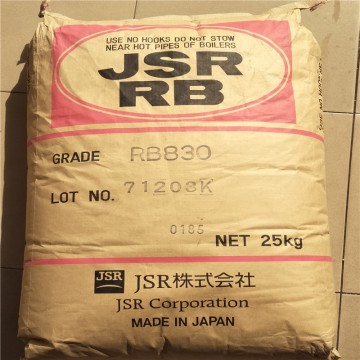 USE NO HOOKS DO NOT STOW
NEAR HOT PIPES OF BOILERS
JSR
RB
GRADE RB830
LOT NO. 71208K
0165
NET 25kg
JSR JSR株式会社
JSR Corporation
MADE IN JAPAN